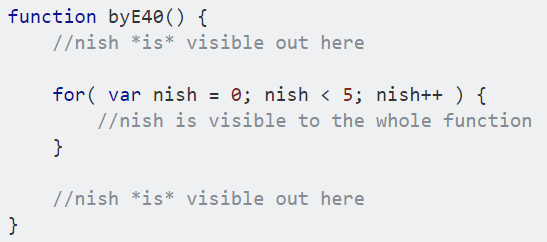 function byE40() {
    //nish *is* visible out here

    for( var nish = 0; nish < 5; nish++ ) {
        //nish is visible to the whole function
    }

    //nish *is* visible out here
}